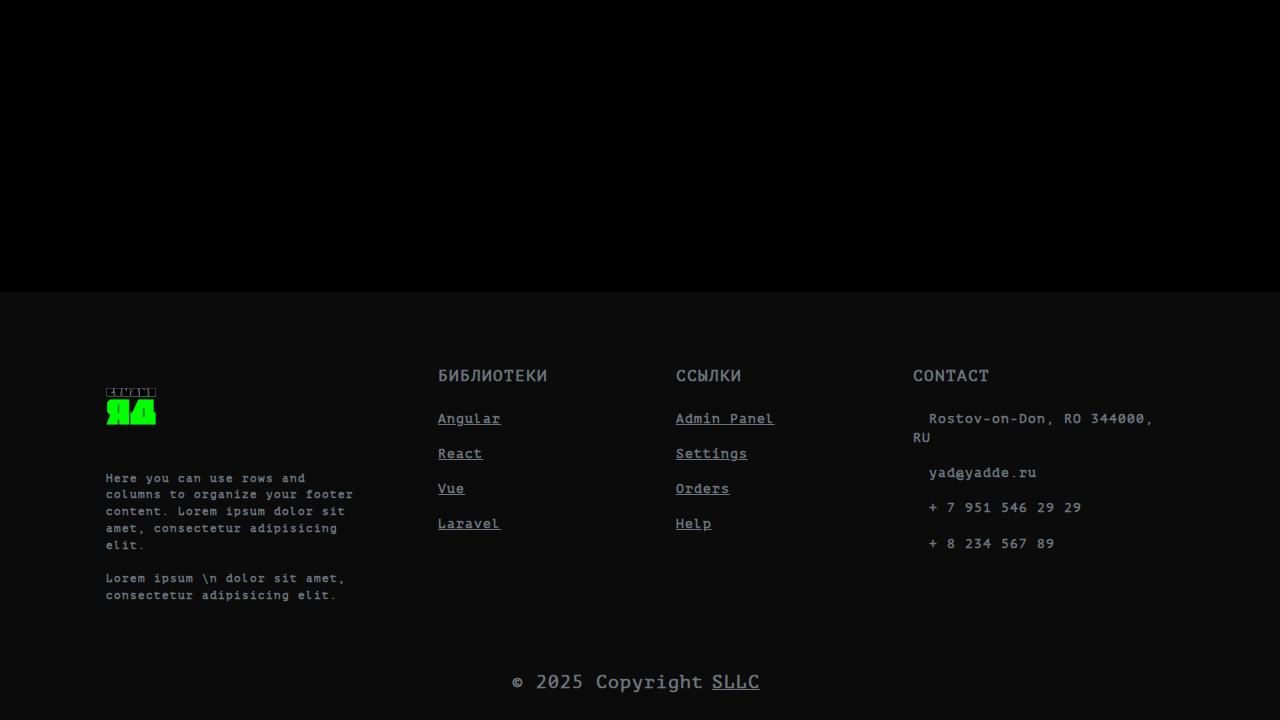 ЯД
Here you can use rows and
columns to organize your footer
content. Lorem ipsum dolor sit
amet, consectetur adipisicing
elit.
Lorem ipsum \n dolor sit amet,
consectetur adipisicing elit.
БИБЛИОТЕКИ
Angular
React
Vue
Laravel
ССЫЛКИ
Admin Panel
Settings
Orders
Help
CONTACT
Rostov-on-Don, RO 344000,
RU
yad@yadde.ru
+ 7 951 546 29 29
+ 8 234 567 89
© 2025 Copyright SLLC